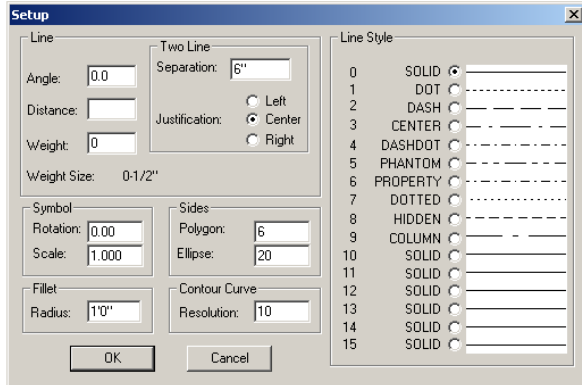 Setup
Line
Angle: 0.0
Distance:
Weight: 0
Weight Size: 0-1/2"
Two Line
Separation: 6"
Justification:
Left
Center
Right
Symbol
Rotation: 0.00
Scale: 1.000
Sides
Polygon: 6
Ellipse: 20
Fillet
Radius: 1'0"
Contour Curve
Resolution: 10
OK
Cancel
Line Style
0 SOLID
1 DOT
2 DASH
3 CENTER
4 DASHDOT
5 PHANTOM
6 PROPERTY
7 DOTTED
8 HIDDEN
9 COLUMN
10 SOLID
11 SOLID
12 SOLID
13 SOLID
14 SOLID
15 SOLID